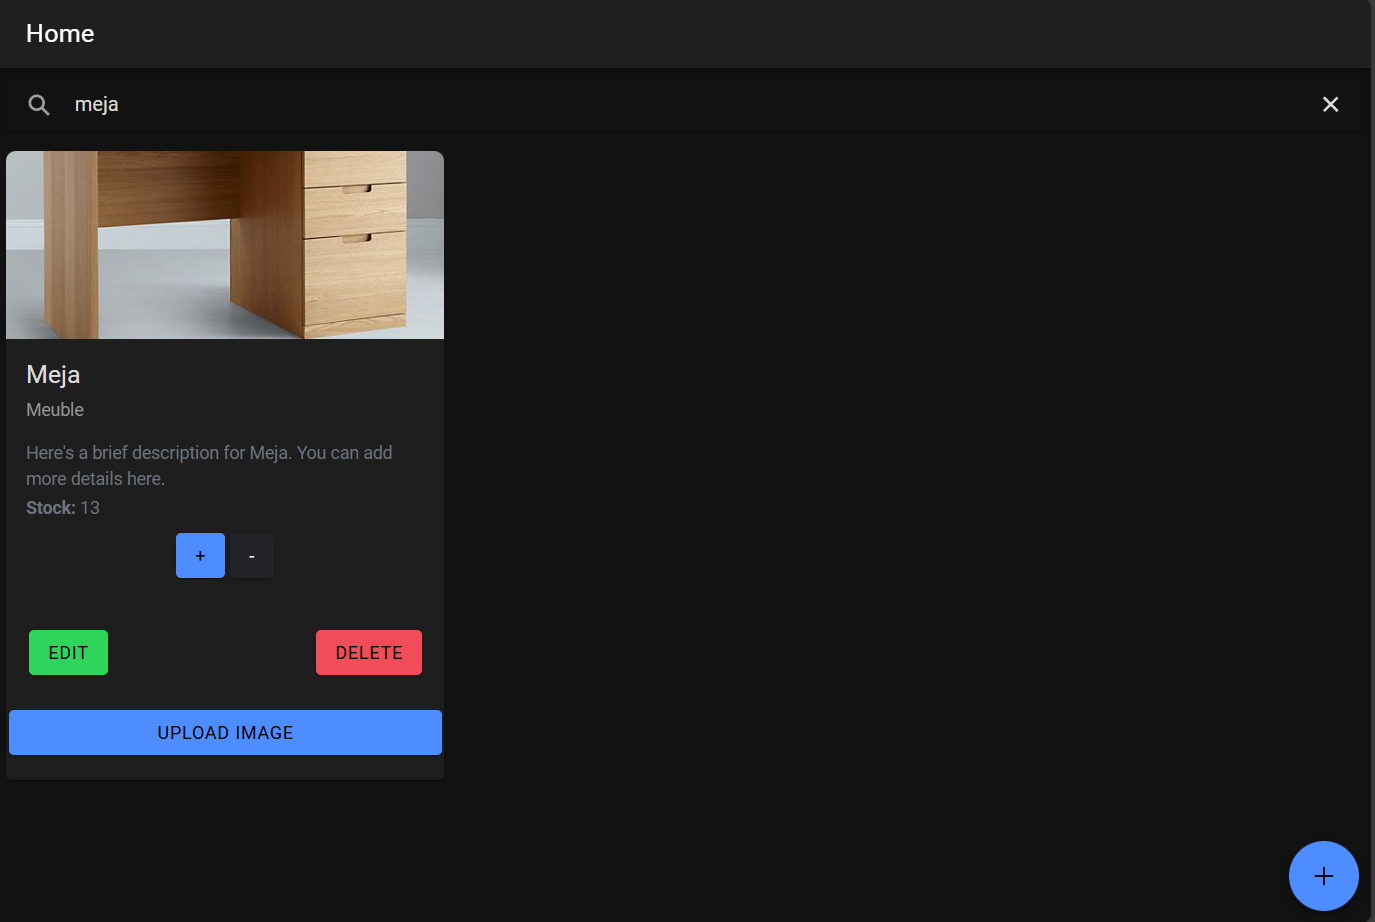 Home
meja
Meja
Meuble
Here's a brief description for Meja. You can add
more details here.
Stock: 13
+ -
EDIT DELETE
UPLOAD IMAGE
+